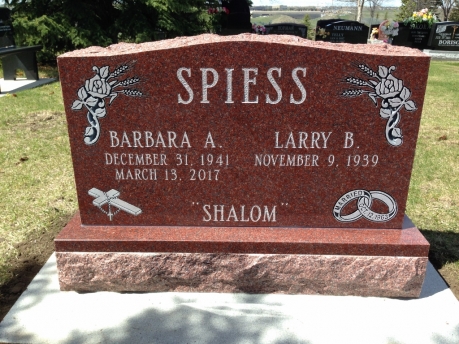 NEUMANN
SPIESS
BARBARA A.
DECEMBER 31, 1941
MARCH 13, 2017
LARRY B.
NOVEMBER 9, 1939
"SHALOM"
MARRIED